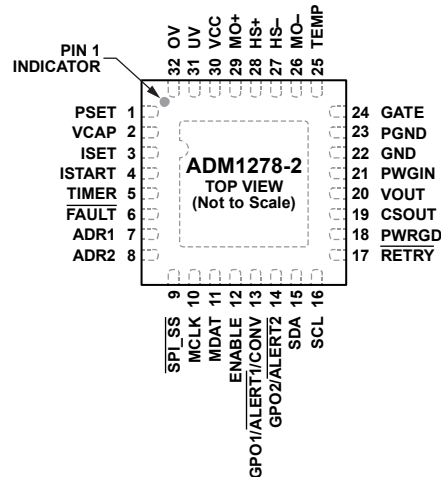 PIN 1
INDICATOR
32 OV
31 UV
30 VCC
29 MO+
28 HS+
27 HS–
26 MO–
25 TEMP
PSET 1
VCAP 2
ISET 3
ISTART 4
TIMER 5
FAULT 6
ADR1 7
ADR2 8
ADM1278-2
TOP VIEW
(Not to Scale)
24 GATE
23 PGND
22 GND
21 PWGIN
20 VOUT
19 CSOUT
18 PWRGD
17 RETRY
SPI_SS 9
MCLK 10
MDAT 11
ENABLE 12
GPO1/ALERT1/CONV 13
GPO2/ALERT2 14
SDA 15
SCL 16